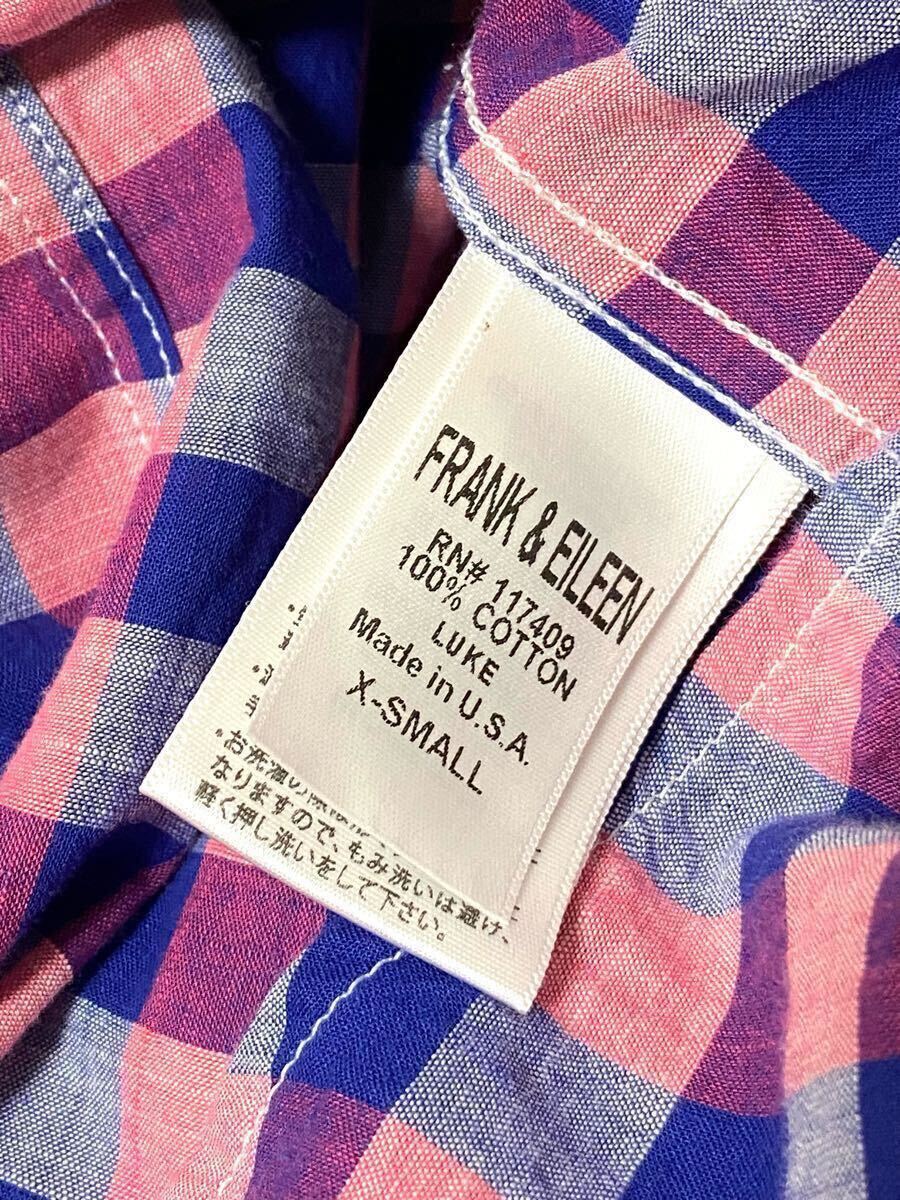 FRANK & EILEEN
RN# 117409
100% COTTON
LUKE
Made in U.S.A.
X-SMALL
*お洗濯の際
なりますので、もみ洗いは避け、
軽く押し洗いをして下さい。